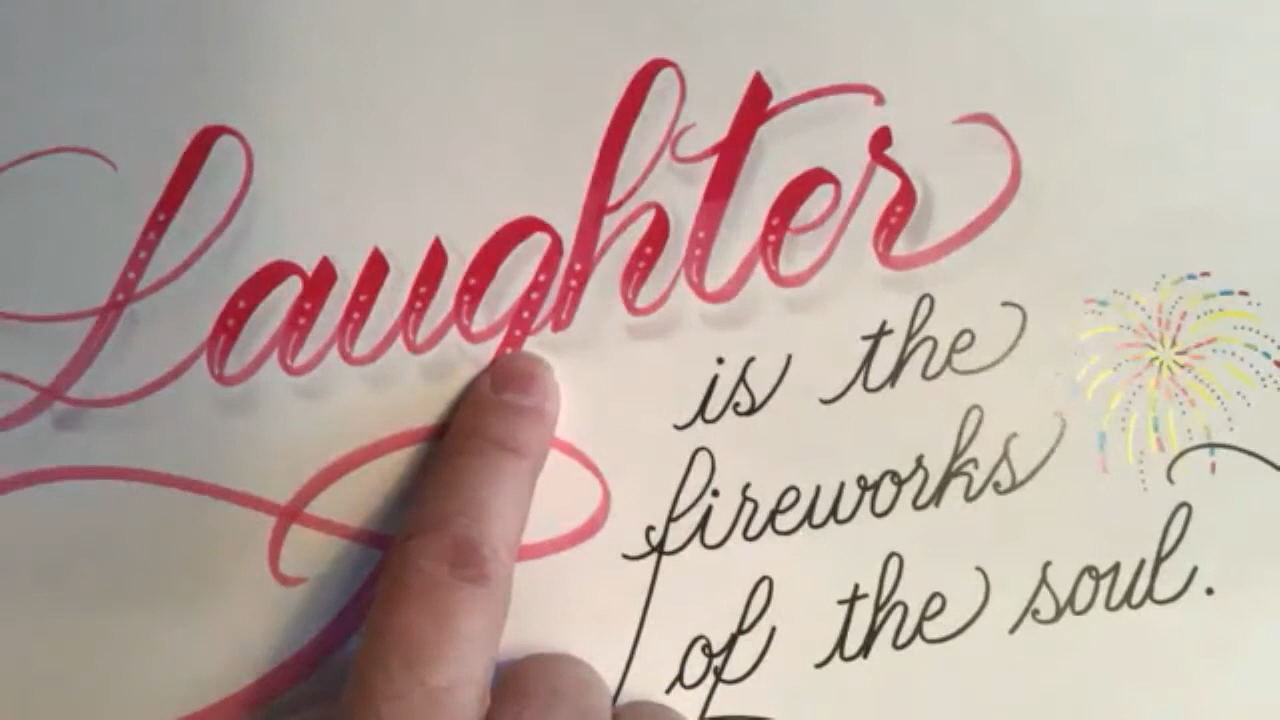 Laughter
is the
fireworks
of the soul.